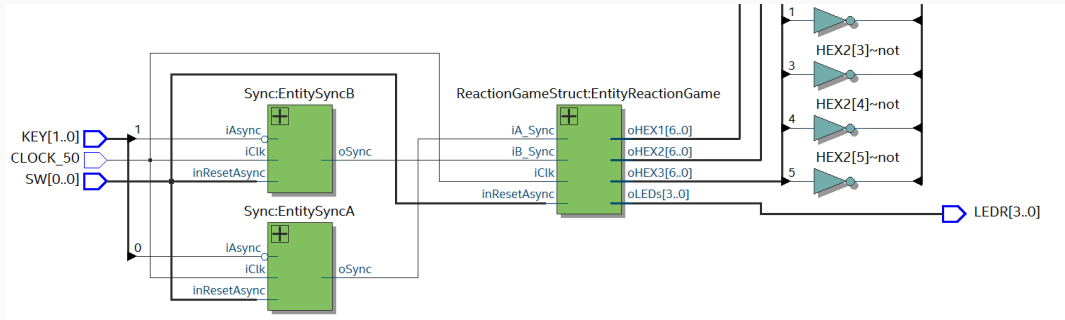 1
HEX2[3]~not
3
HEX2[4]~not
4
HEX2[5]~not
5
Sync:EntitySyncB
iAsync
iClk
inResetAsync
oSync
ReactionGameStruct:EntityReactionGame
iA_Sync
iB_Sync
iClk
inResetAsync
oHEX1[6..0]
oHEX2[6..0]
oHEX3[6..0]
oLEDs[3..0]
KEY[1..0]
CLOCK_50
SW[0..0]
1
0
Sync:EntitySyncA
iAsync
iClk
inResetAsync
oSync
LEDR[3..0]